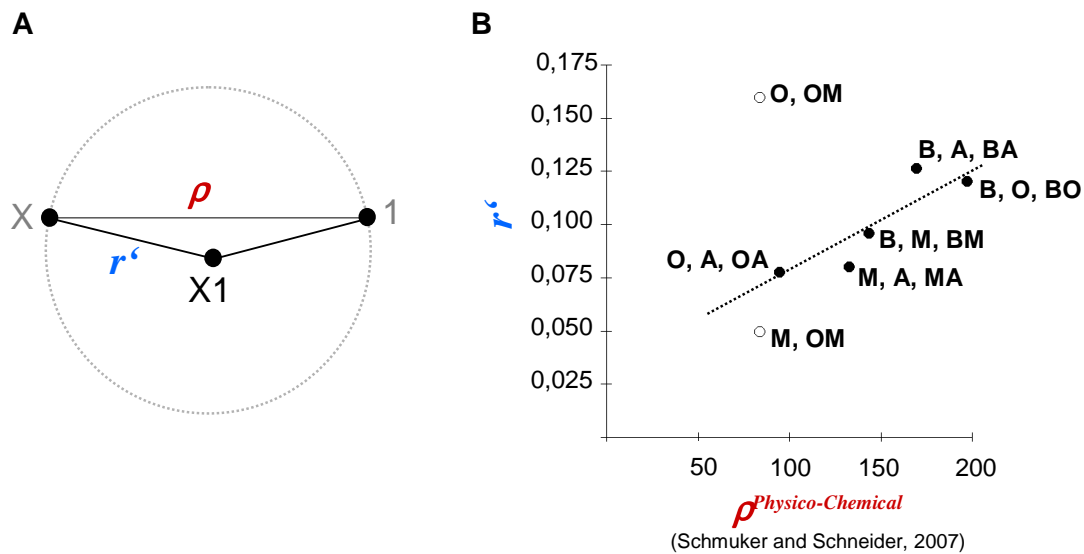 A
X
ρ
1
r‘
X1
B
0,175
0,150
0,125
0,100
0,075
0,050
0,025
r‘
O, OM
B, A, BA
B, O, BO
B, M, BM
O, A, OA
M, A, MA
M, OM
50 100 150 200
ρPhysico-Chemical
(Schmuker and Schneider, 2007)